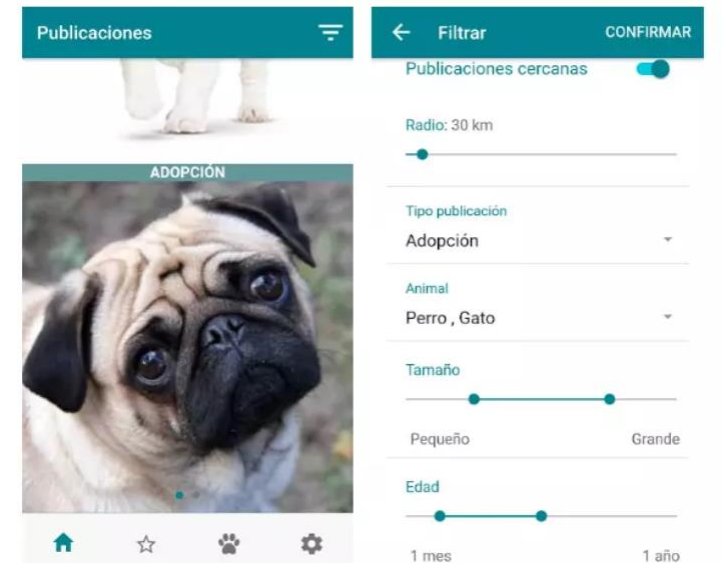 Publicaciones
ADOPCIÓN
Filtrar
CONFIRMAR
Publicaciones cercanas
Radio: 30 km
Tipo publicación
Adopción
Animal
Perro , Gato
Tamaño
Pequeño
Grande
Edad
1 mes
1 año